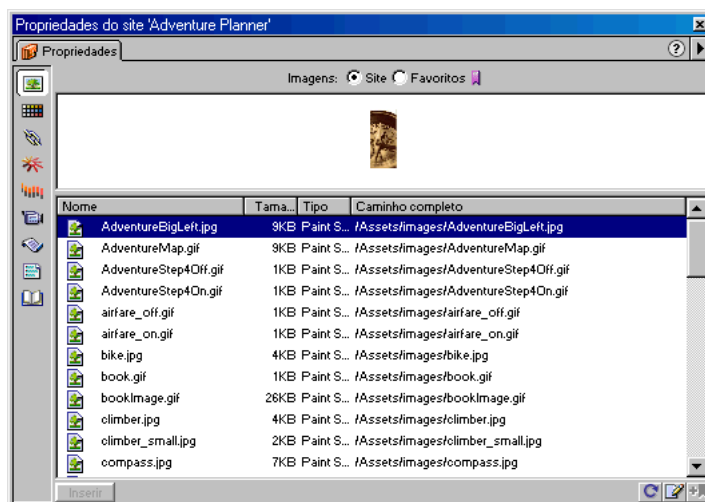 Propriedades do site 'Adventure Planner'
Propriedades
Imagens: Site Favoritos
Nome Tama... Tipo Caminho completo
AdventureBigLeft.jpg 9KB Paint S... /Assets/images/AdventureBigLeft.jpg
AdventureMap.gif 9KB Paint S... /Assets/images/AdventureMap.gif
AdventureStep4Off.gif 1KB Paint S... /Assets/images/AdventureStep4Off.gif
AdventureStep4On.gif 1KB Paint S... /Assets/images/AdventureStep4On.gif
airfare_off.gif 1KB Paint S... /Assets/images/airfare_off.gif
airfare_on.gif 1KB Paint S... /Assets/images/airfare_on.gif
bike.jpg 4KB Paint S... /Assets/images/bike.jpg
book.gif 1KB Paint S... /Assets/images/book.gif
bookImage.gif 26KB Paint S... /Assets/images/bookImage.gif
climber.jpg 4KB Paint S... /Assets/images/climber.jpg
climber_small.jpg 2KB Paint S... /Assets/images/climber_small.jpg
compass.jpg 7KB Paint S... /Assets/images/compass.jpg
Inserir